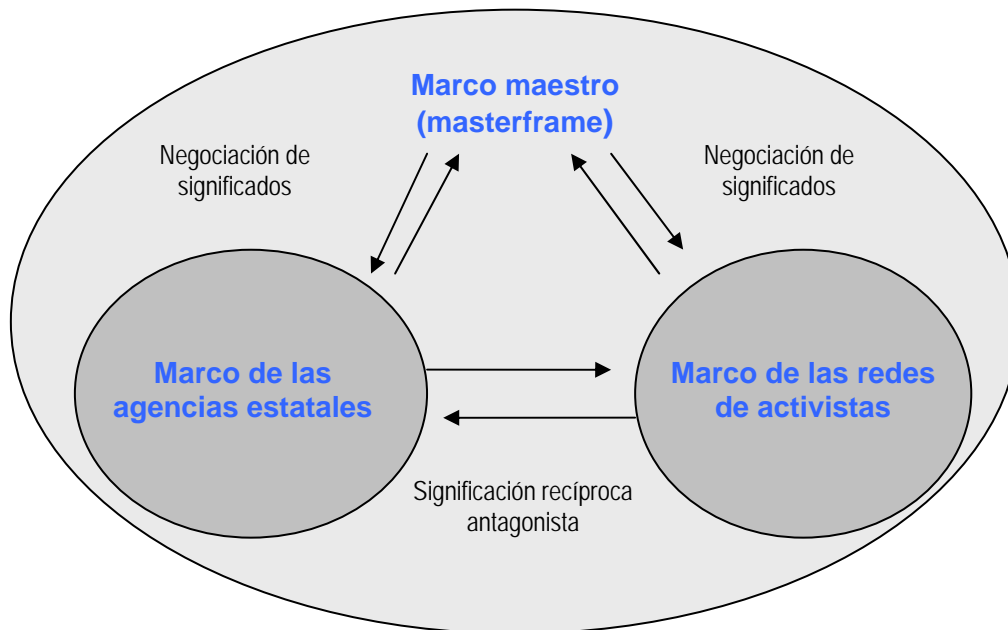 Marco maestro
(masterframe)
Negociación de
significados
Negociación de
significados
Marco de las
agencias estatales
Marco de las redes
de activistas
Significación recíproca
antagonista